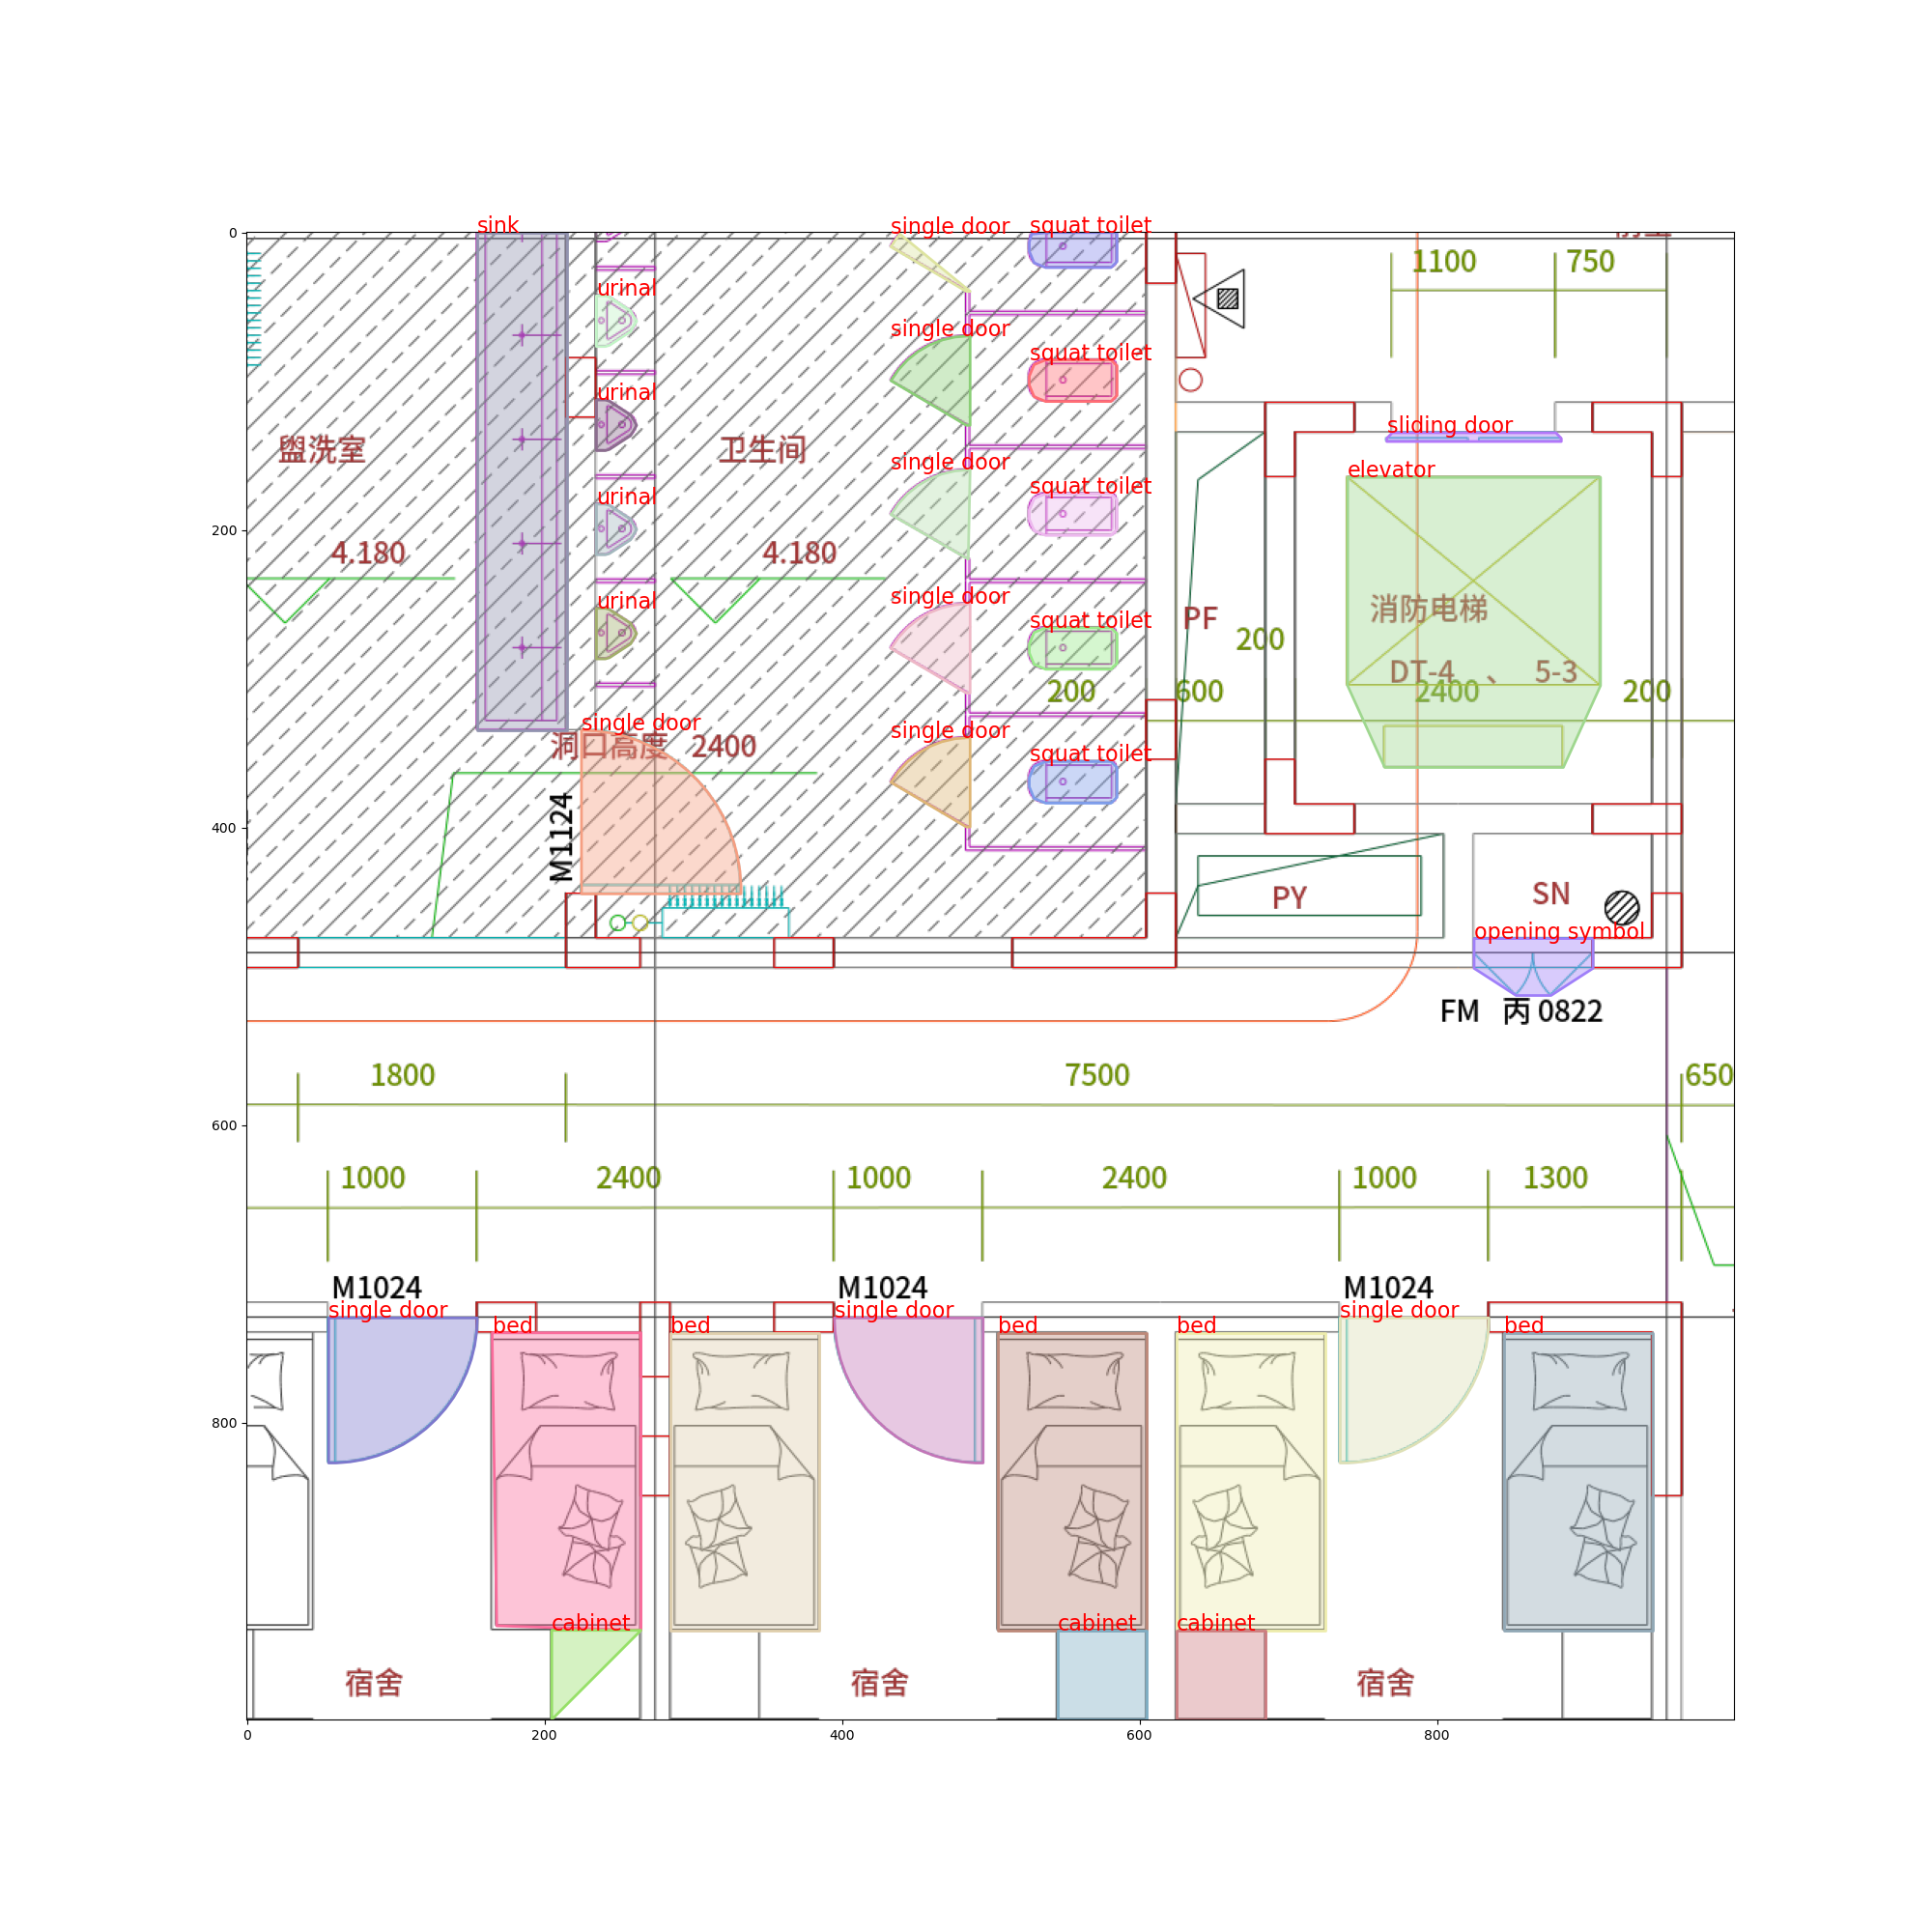 sink
single door
squat toilet
0
1100
750
urinal
single door
squat toilet
urinal
盥洗室
卫生间
single door
squat toilet
sliding door
elevator
urinal
200
4.180
4.180
urinal
single door
squat toilet
PF
200
消防电梯
DT-4 、 5-3
200
600
2400
200
single door
洞口高度 2400
single door
squat toilet
M1124
400
PY
SN
opening symbol
FM 丙 0822
1800
7500
650
600
1000
2400
1000
2400
1000
1300
M1024
M1024
M1024
single door
bed
bed
single door
bed
bed
single door
bed
800
cabinet
cabinet
cabinet
宿舍
宿舍
宿舍
0
200
400
600
800